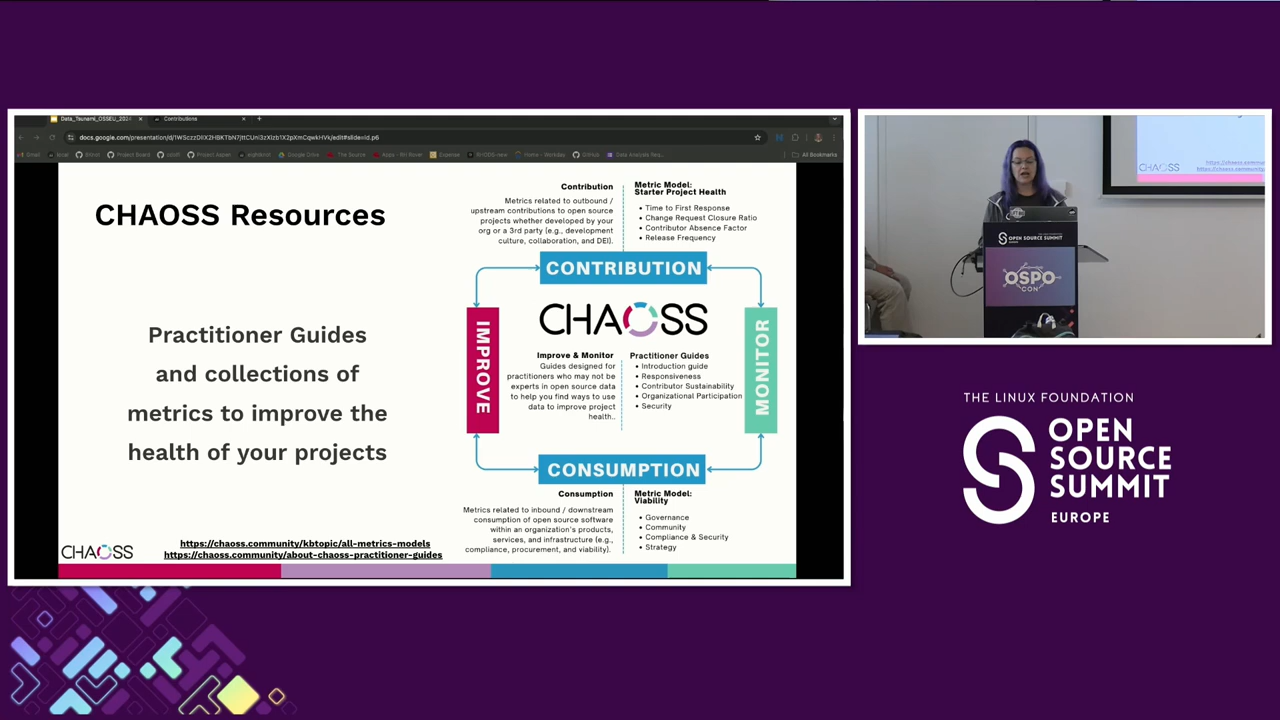 Data_Tsunami_OSSEU_202
Contributions
All Bookmarks
CHAOSS Resources
Practitioner Guides
and collections of
metrics to improve the
health of your projects
https://chaoss.community/kbtopic/all-metrics-models
https://chaoss.community/about-chaoss-practitioner-guides
CHAOSS
Contribution
Metrics related to outbound /
upstream contributions to open source
projects whether developed by your
org or a 3rd party (e.g., development
culture, collaboration, and DEI).
Metric Model:
Starter Project Health
• Time to First Response
• Change Request Closure Ratio
• Contributor Absence Factor
• Release Frequency
CONTRIBUTION
IMPROVE
CHAOSS
MONITOR
Improve & Monitor
Guides designed for
practitioners who may not be
experts in open source data
to help you find ways to use
data to improve project
health..
Practitioner Guides
• Introduction guide
• Responsiveness
• Contributor Sustainability
• Organizational Participation
• Security
CONSUMPTION
Consumption
Metrics related to inbound / downstream
consumption of open source software
within an organization's products,
services, and infrastructure (e.g.,
compliance, procurement, and viability).
Metric Model:
Viability
• Governance
• Community
• Compliance & Security
• Strategy
CHAOSS
OPEN SOURCE SUMMIT
OSPO
CON
THE LINUX FOUNDATION
OPEN
SOURCE
SUMMIT
EUROPE